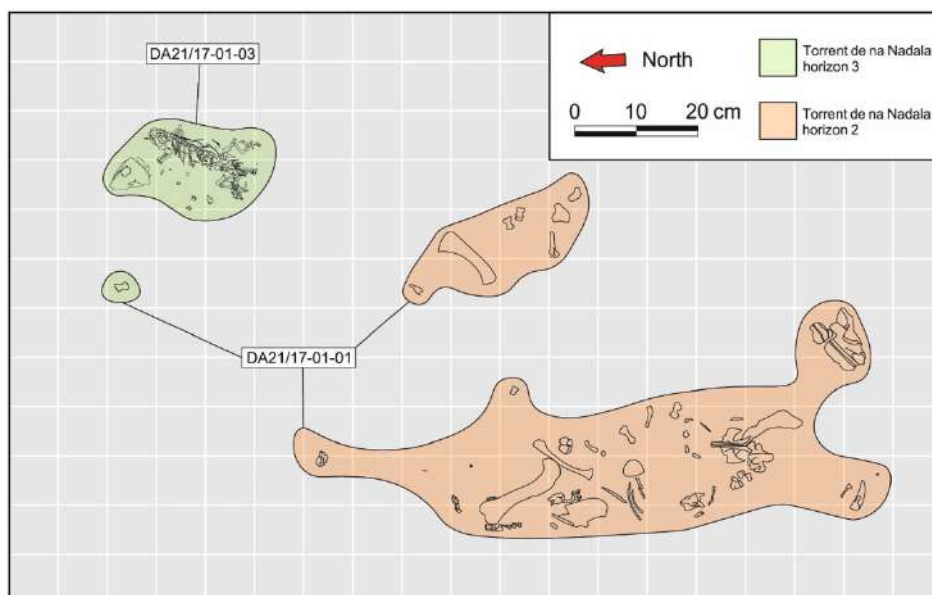 DA21/17-01-03
North
0 10 20 cm
Torrent de na Nadala
horizon 3
Torrent de na Nadala
horizon 2
DA21/17-01-01